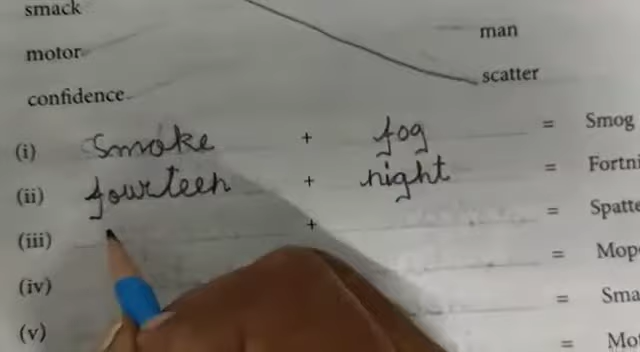 smack
man
motor
scatter
confidence
(i) Smoke + fog = Smog
(ii) fourteen + night = Fortni
(iii) + = Spatte
(iv) = Mop
(v) = Sma
= Mo